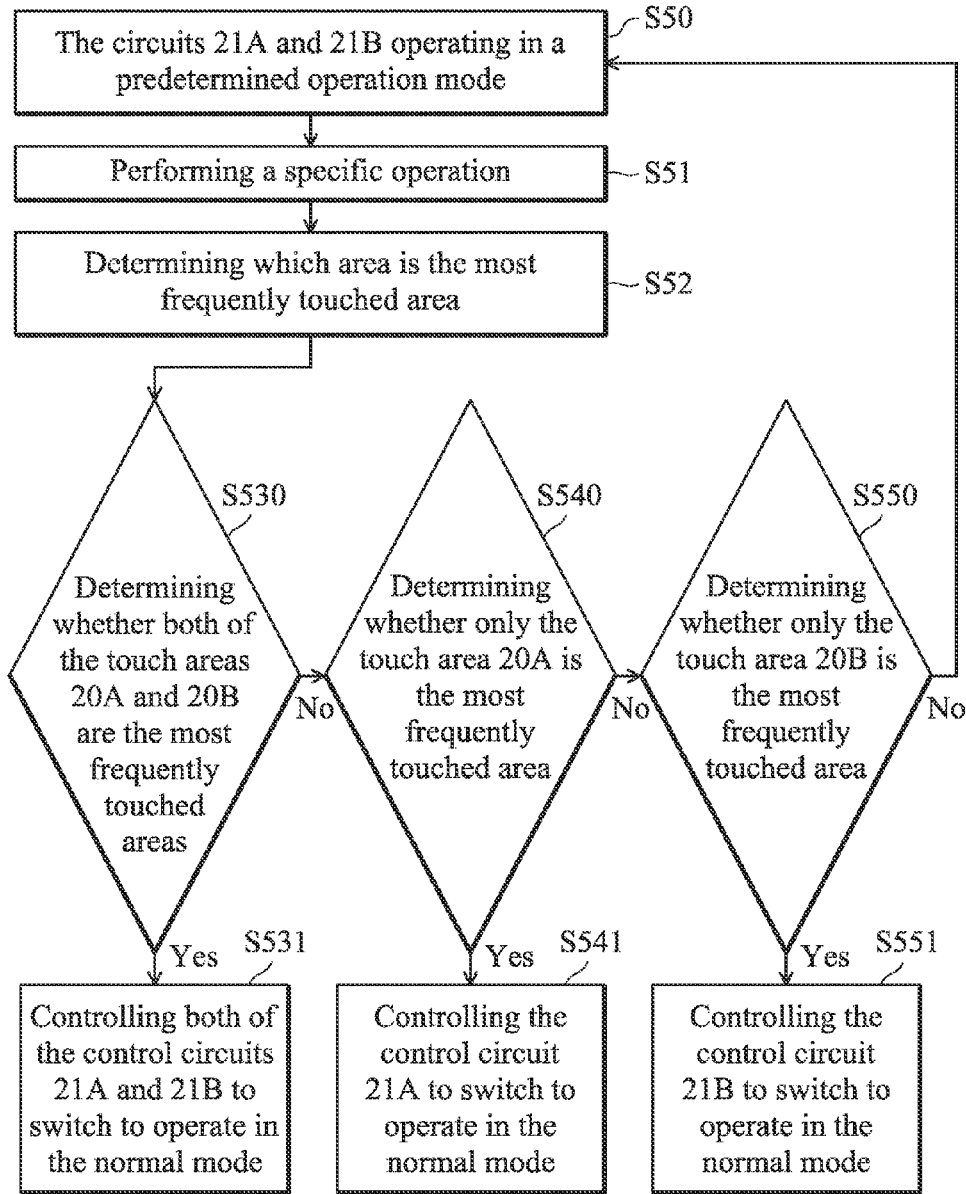 The circuits 21A and 21B operating in a
predetermined operation mode
S50
Performing a specific operation
S51
Determining which area is the most
frequently touched area
S52
S530
Determining
whether both of
the touch areas
20A and 20B
are the most
frequently
touched
areas
No
Yes
S540
Determining
whether only the
touch area 20A is
the most
frequently
touched area
No
Yes
S550
Determining
whether only the
touch area 20B is
the most
frequently
touched area
No
Yes
S531
Controlling both of
the control circuits
21A and 21B to
switch to operate in
the normal mode
S541
Controlling the
control circuit
21A to switch to
operate in the
normal mode
S551
Controlling the
control circuit
21B to switch to
operate in the
normal mode